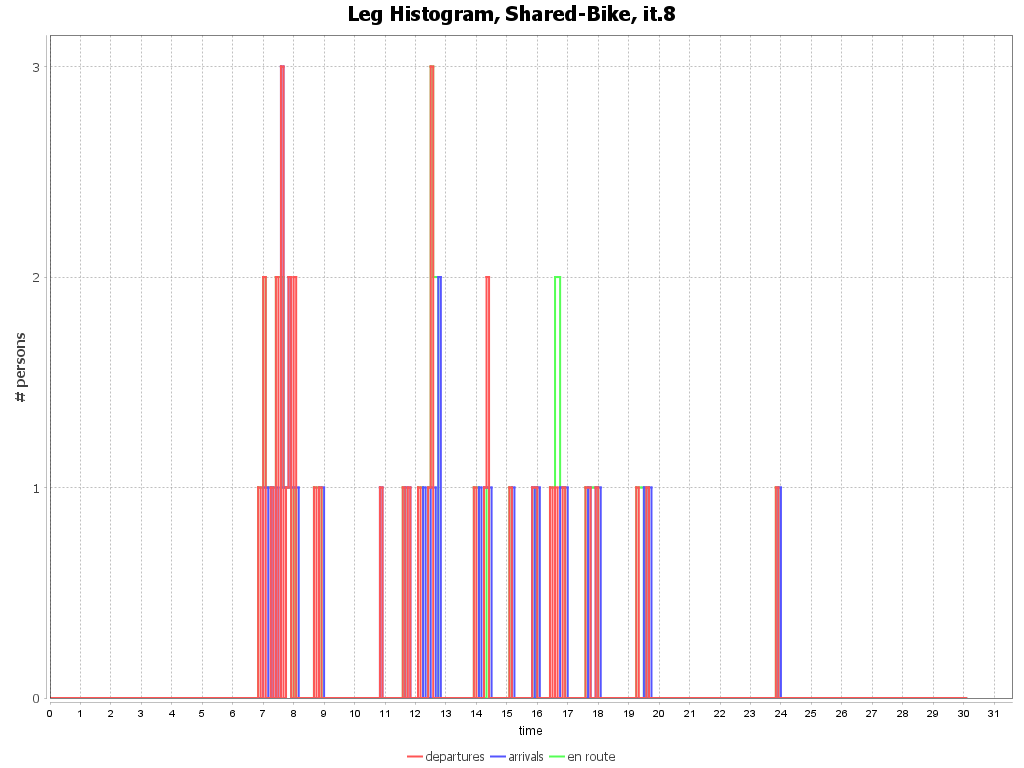 Leg Histogram, Shared-Bike, it.8
3
2
1
0
# persons
0 1 2 3 4 5 6 7 8 9 10 11 12 13 14 15 16 17 18 19 20 21 22 23 24 25 26 27 28 29 30 31
time
departures arrivals en route